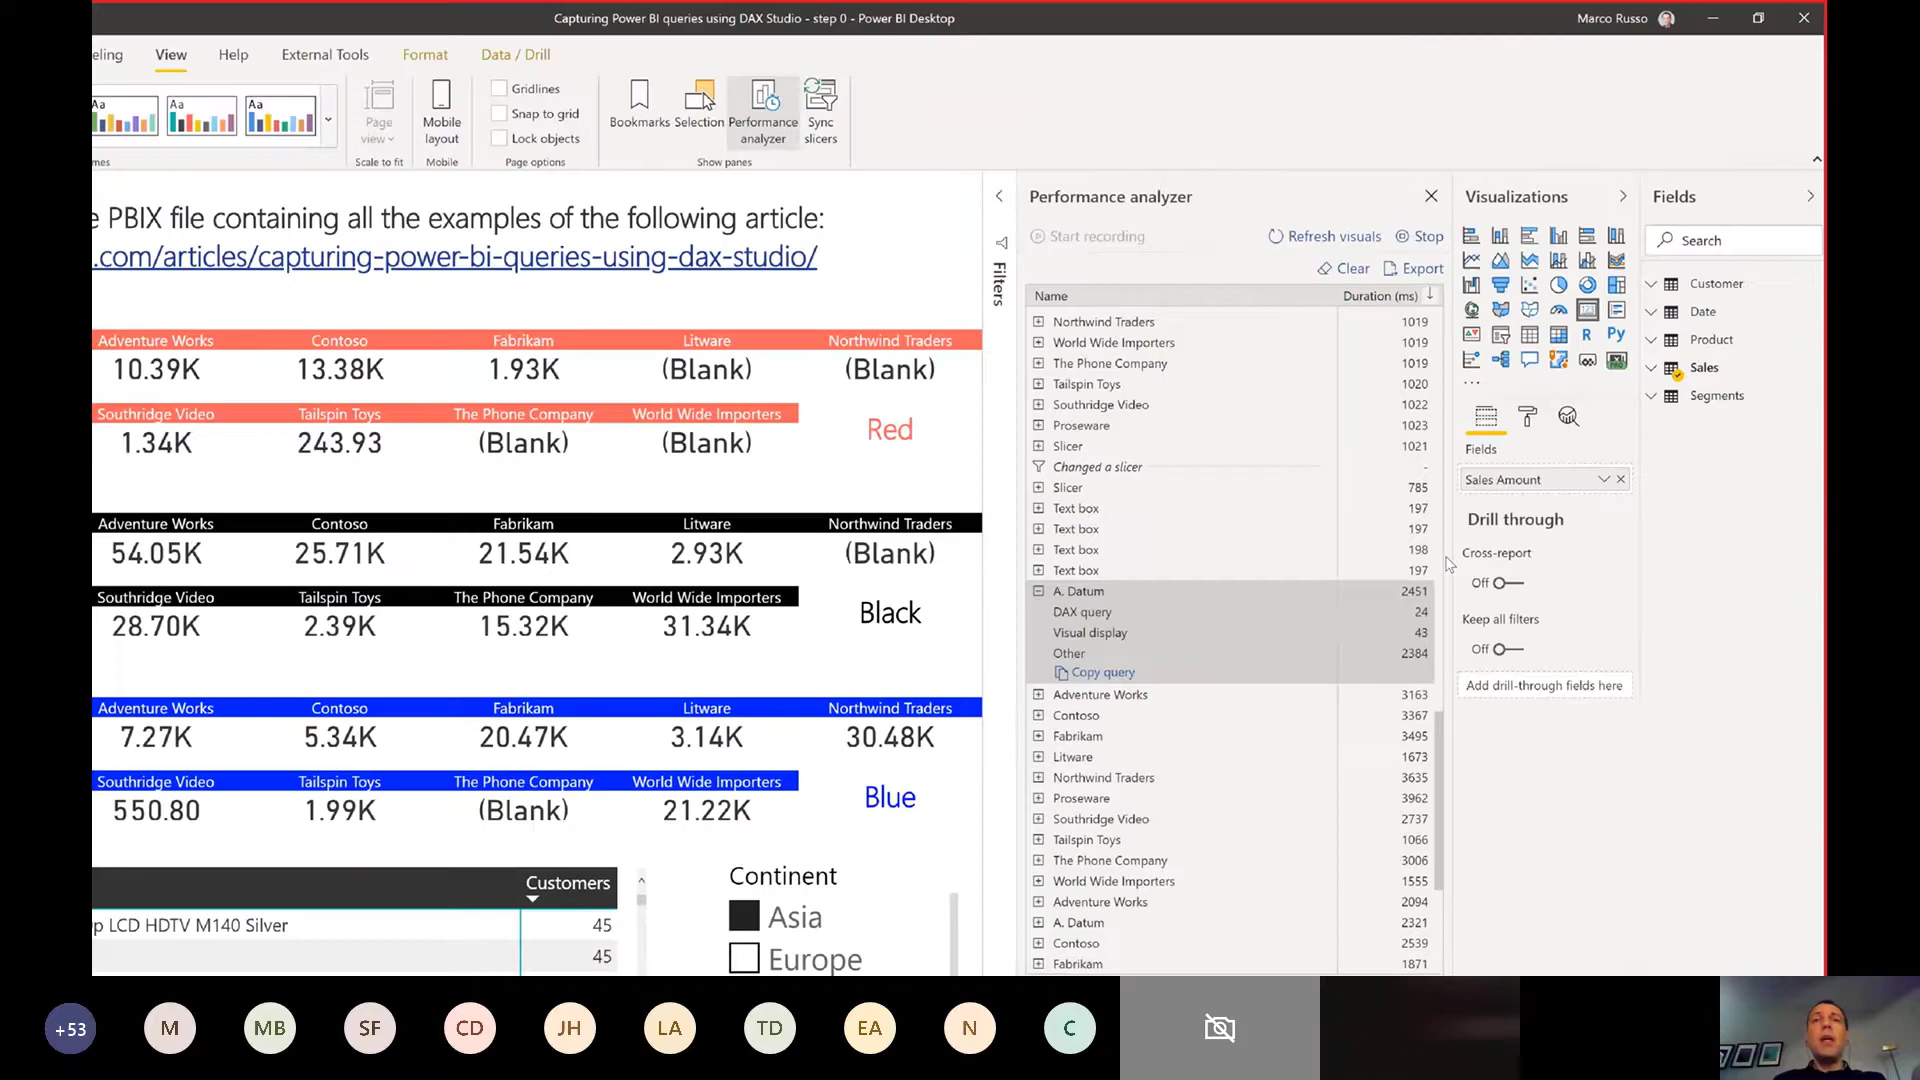 Capturing Power BI queries using DAX Studio - step 0 - Power BI Desktop
Marco Russo
eling View Help External Tools Format Data / Drill
Aa Aa Aa
Page view
Scale to fit
Mobile layout
Mobile
Gridlines
Snap to grid
Lock objects
Page options
Bookmarks
Selection
Performance analyzer
Sync slicers
Show panes
mes
e PBIX file containing all the examples of the following article:
.com/articles/capturing-power-bi-queries-using-dax-studio/
Adventure Works Contoso Fabrikam Litware Northwind Traders
10.39K 13.38K 1.93K (Blank) (Blank)
Southridge Video Tailspin Toys The Phone Company World Wide Importers
1.34K 243.93 (Blank) (Blank)
Red
Adventure Works Contoso Fabrikam Litware Northwind Traders
54.05K 25.71K 21.54K 2.93K (Blank)
Southridge Video Tailspin Toys The Phone Company World Wide Importers
28.70K 2.39K 15.32K 31.34K
Black
Adventure Works Contoso Fabrikam Litware Northwind Traders
7.27K 5.34K 20.47K 3.14K 30.48K
Southridge Video Tailspin Toys The Phone Company World Wide Importers
550.80 1.99K (Blank) 21.22K
Blue
Customers
p LCD HDTV M140 Silver 45
45
Continent
Asia
Europe
Filters
Performance analyzer
Start recording Refresh visuals Stop
Clear Export
Name Duration (ms)
Northwind Traders 1019
World Wide Importers 1019
The Phone Company 1019
Tailspin Toys 1020
Southridge Video 1022
Proseware 1023
Slicer 1021
Changed a slicer -
Slicer 785
Text box 197
Text box 197
Text box 198
Text box 197
A. Datum 2451
DAX query 24
Visual display 43
Other 2384
Copy query
Adventure Works 3163
Contoso 3367
Fabrikam 3495
Litware 1673
Northwind Traders 3635
Proseware 3962
Southridge Video 2737
Tailspin Toys 1066
The Phone Company 3006
World Wide Importers 1555
Adventure Works 2094
A. Datum 2321
Contoso 2539
Fabrikam 1871
Visualizations
R Py
...
Fields
Sales Amount
Drill through
Cross-report
Off
Keep all filters
Off
Add drill-through fields here
Fields
Search
Customer
Date
Product
Sales
Segments
+53 M MB SF CD JH LA TD EA N C